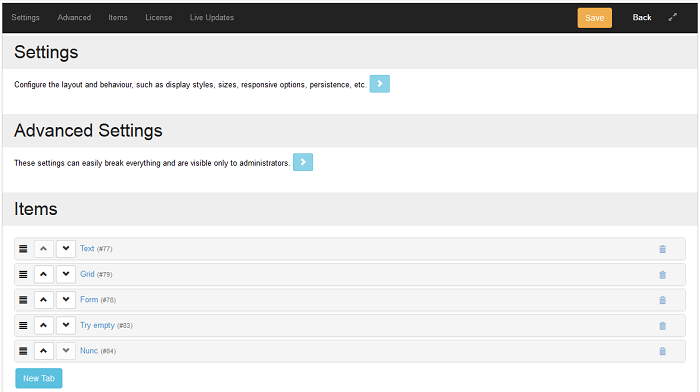 Settings Advanced Items License Live Updates Save Back
Settings
Configure the layout and behaviour, such as display styles, sizes, responsive options, persistence, etc.
Advanced Settings
These settings can easily break everything and are visible only to administrators.
Items
Text (#77)
Grid (#79)
Form (#78)
Try empty (#83)
Nunc (#84)
New Tab